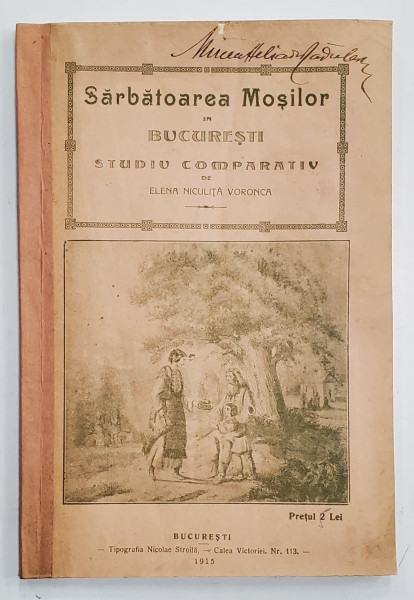 Sărbătoarea Moșilor
IN
BUCUREȘTI
STUDIU COMPARATIV
DE
ELENA NICULIȚĂ VORONCA
Prețul 2 Lei
BUCUREȘTI
— Tipografia Nicolae Stroilă, — Calea Victoriei, Nr. 113. —
1915